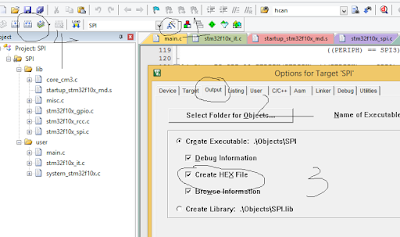 SPI
hcan
oject
Project: SPI
SPI
lib
core_cm3.c
startup_stm32f10x_md.s
misc.c
stm32f10x_gpio.c
stm32f10x_rcc.c
stm32f10x_spi.c
user
main.c
stm32f10x_it.c
system_stm32f10x.c
main.c stm32f10x_it.c startup_stm32f10x_md.s stm32f10x_spi.c
119 ((PERIPH) == SPI3)
120
Options for Target 'SPI'
Device Target Output Listing User C/C++ Asm Linker Debug Utilities
2
Select Folder for Objects... Name of Executable
Create Executable: .\Objects\SPI
Debug Information
Create HEX File
3
Browse Information
Create Library: .\Objects\SPI.lib